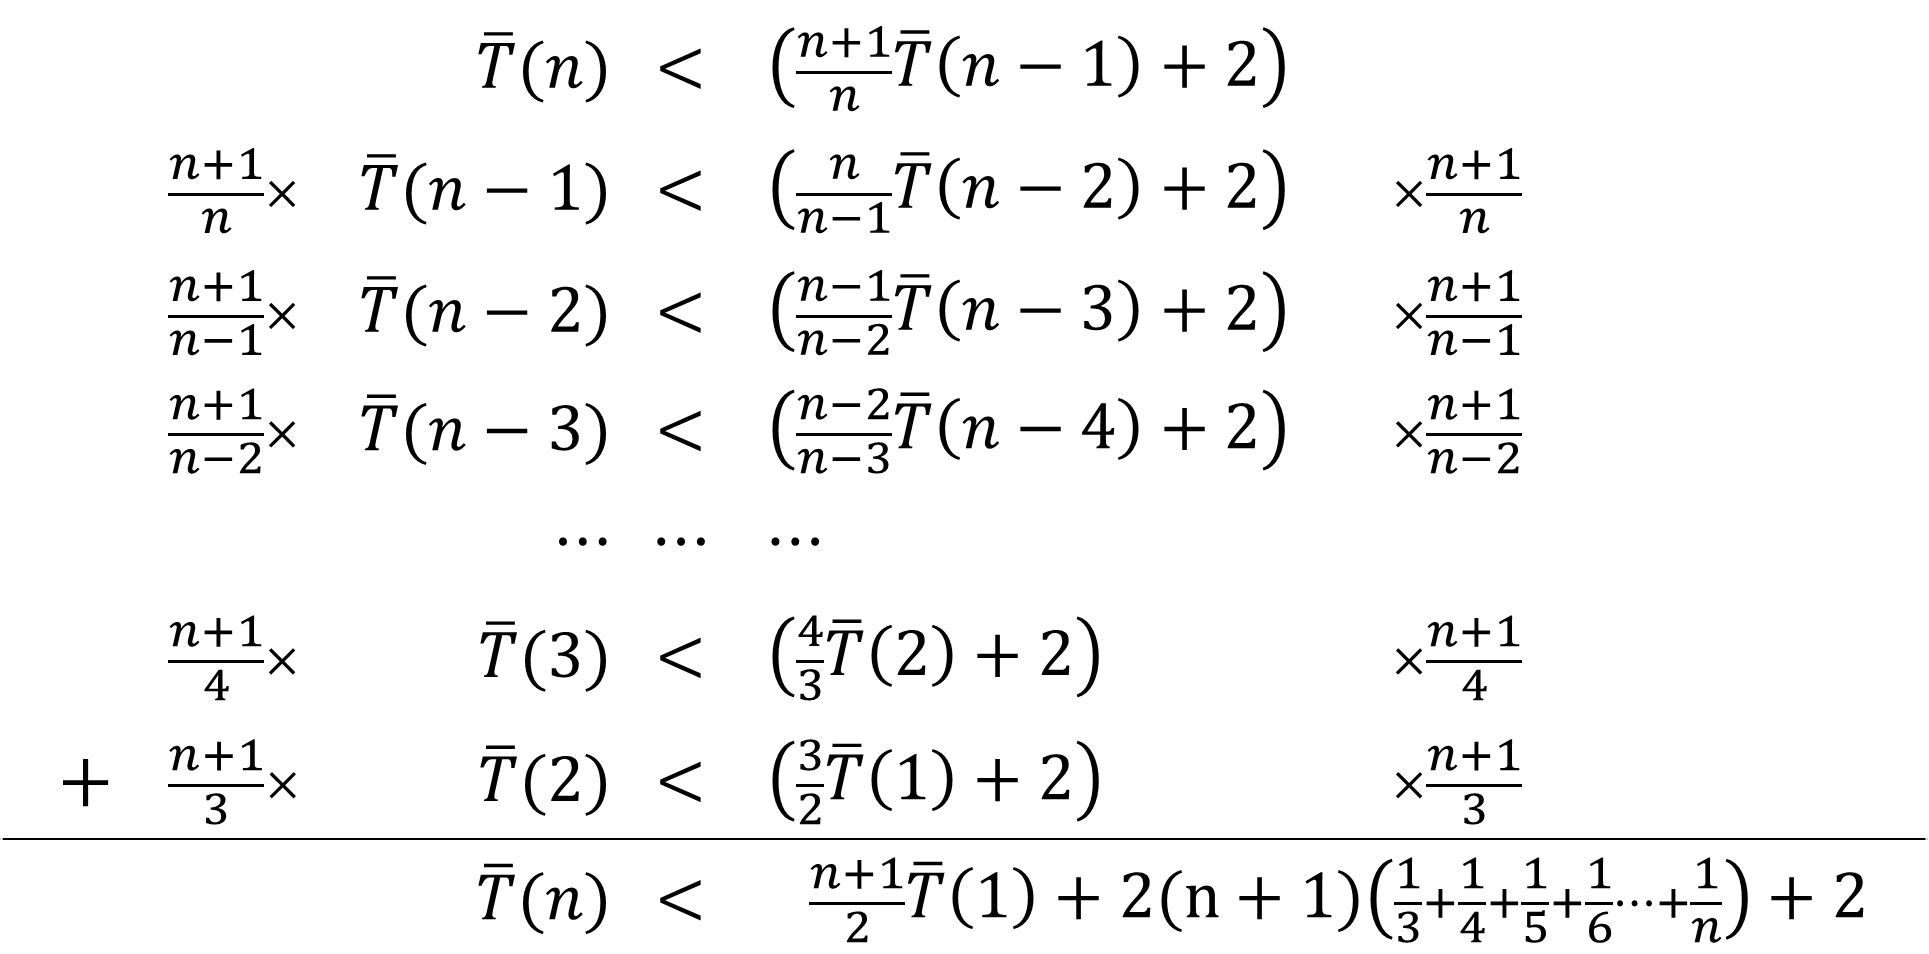 T̅(n) < ((n+1)/n T̅(n − 1) + 2)
(n+1)/n × T̅(n − 1) < (n/(n−1) T̅(n − 2) + 2) × (n+1)/n
(n+1)/(n−1) × T̅(n − 2) < ((n−1)/(n−2) T̅(n − 3) + 2) × (n+1)/(n−1)
(n+1)/(n−2) × T̅(n − 3) < ((n−2)/(n−3) T̅(n − 4) + 2) × (n+1)/(n−2)
… … …
(n+1)/4 × T̅(3) < (4/3 T̅(2) + 2) × (n+1)/4
+ (n+1)/3 × T̅(2) < (3/2 T̅(1) + 2) × (n+1)/3
T̅(n) < (n+1)/2 T̅(1) + 2(n + 1)(1/3+1/4+1/5+1/6⋯+1/n) + 2